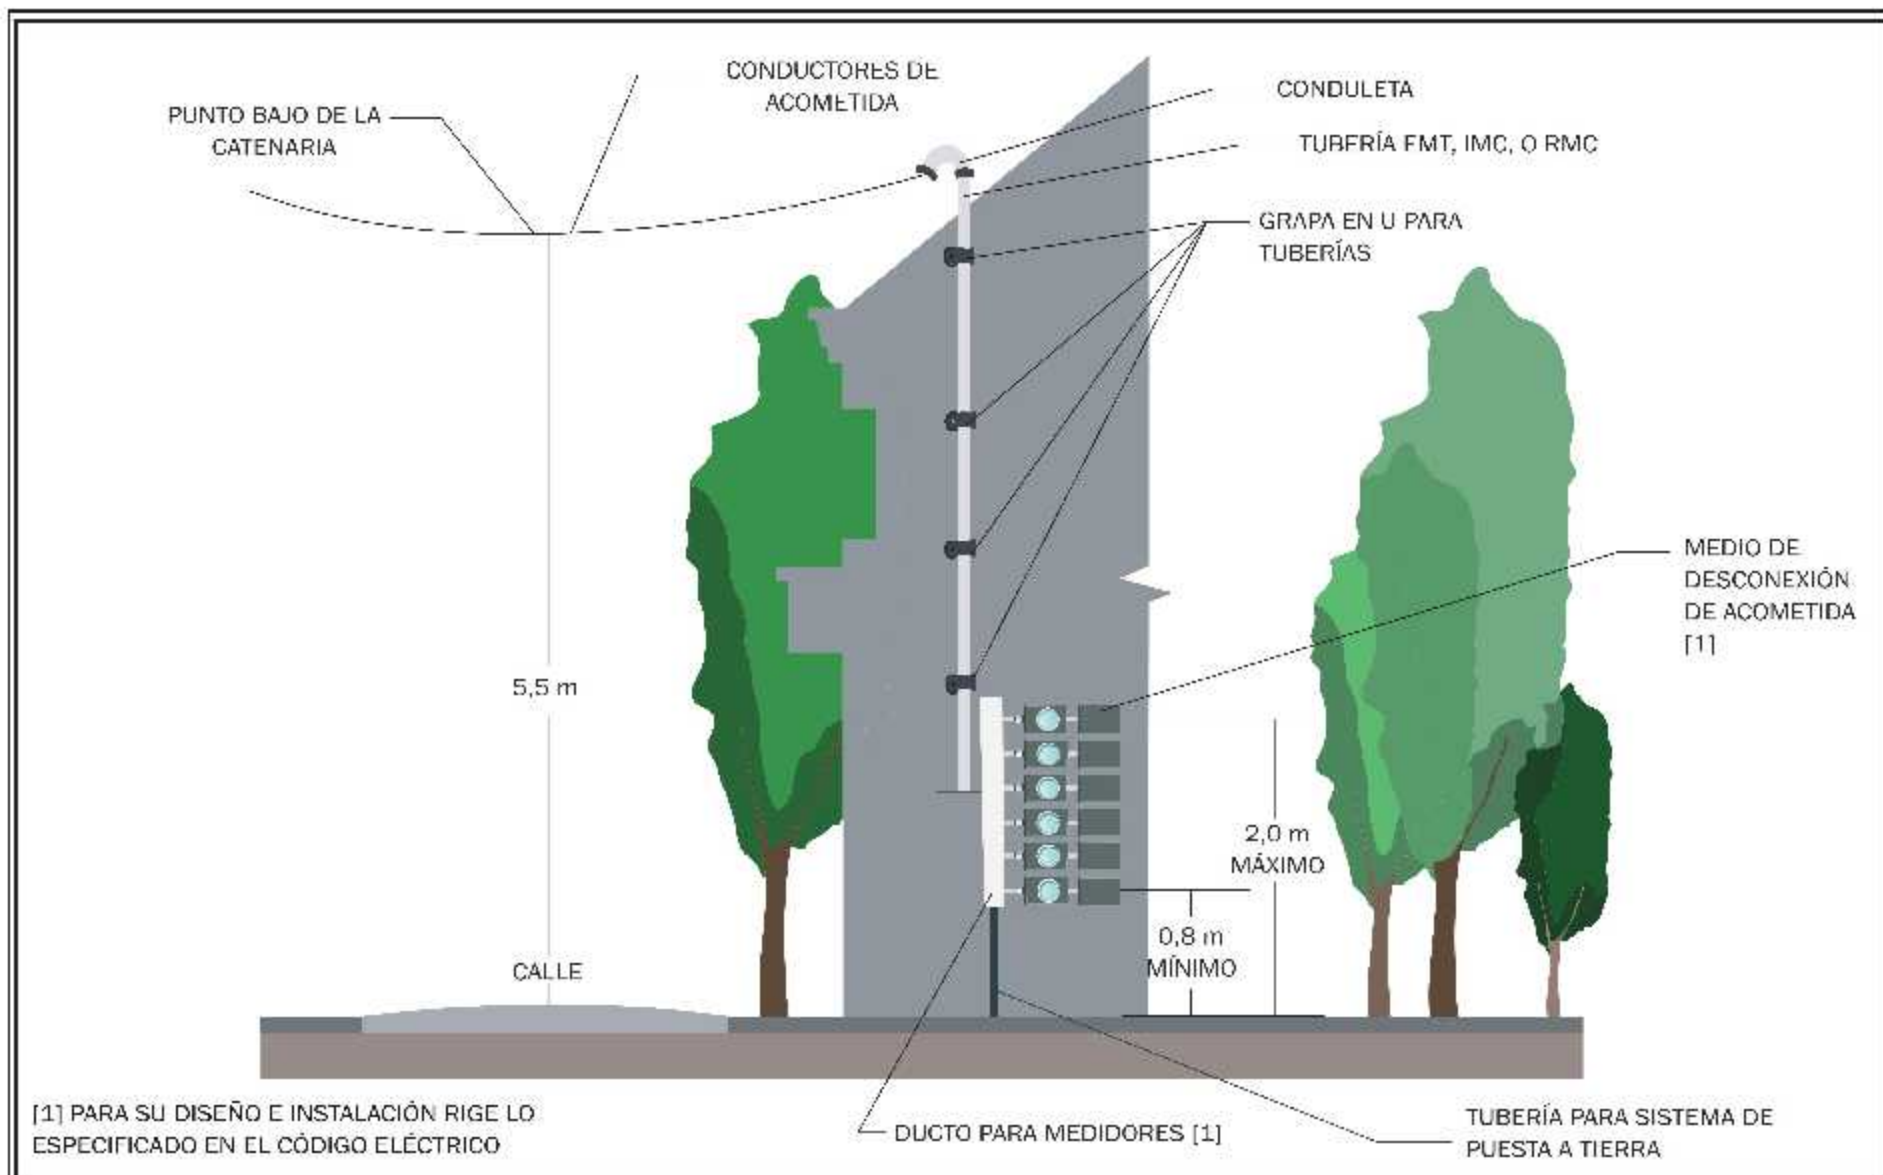 CONDUCTORES DE
ACOMETIDA
PUNTO BAJO DE LA
CATENARIA
CONDULETA
TUBERÍA EMT, IMC, O RMC
GRAPA EN U PARA
TUBERÍAS
MEDIO DE
DESCONEXIÓN
DE ACOMETIDA
[1]
5,5 m
2,0 m
MÁXIMO
0,8 m
MÍNIMO
CALLE
[1] PARA SU DISEÑO E INSTALACIÓN RIGE LO
ESPECIFICADO EN EL CÓDIGO ELÉCTRICO
DUCTO PARA MEDIDORES [1]
TUBERÍA PARA SISTEMA DE
PUESTA A TIERRA